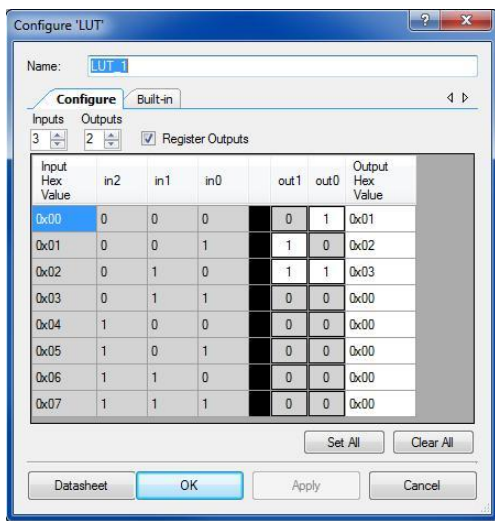 Configure 'LUT'
Name: LUT_1
Configure Built-in
Inputs Outputs
3 2 Register Outputs
Input Hex Value in2 in1 in0 out1 out0 Output Hex Value
0x00 0 0 0 0 1 0x01
0x01 0 0 1 1 0 0x02
0x02 0 1 0 1 1 0x03
0x03 0 1 1 0 0 0x00
0x04 1 0 0 0 0 0x00
0x05 1 0 1 0 0 0x00
0x06 1 1 0 0 0 0x00
0x07 1 1 1 0 0 0x00
Set All Clear All
Datasheet OK Apply Cancel